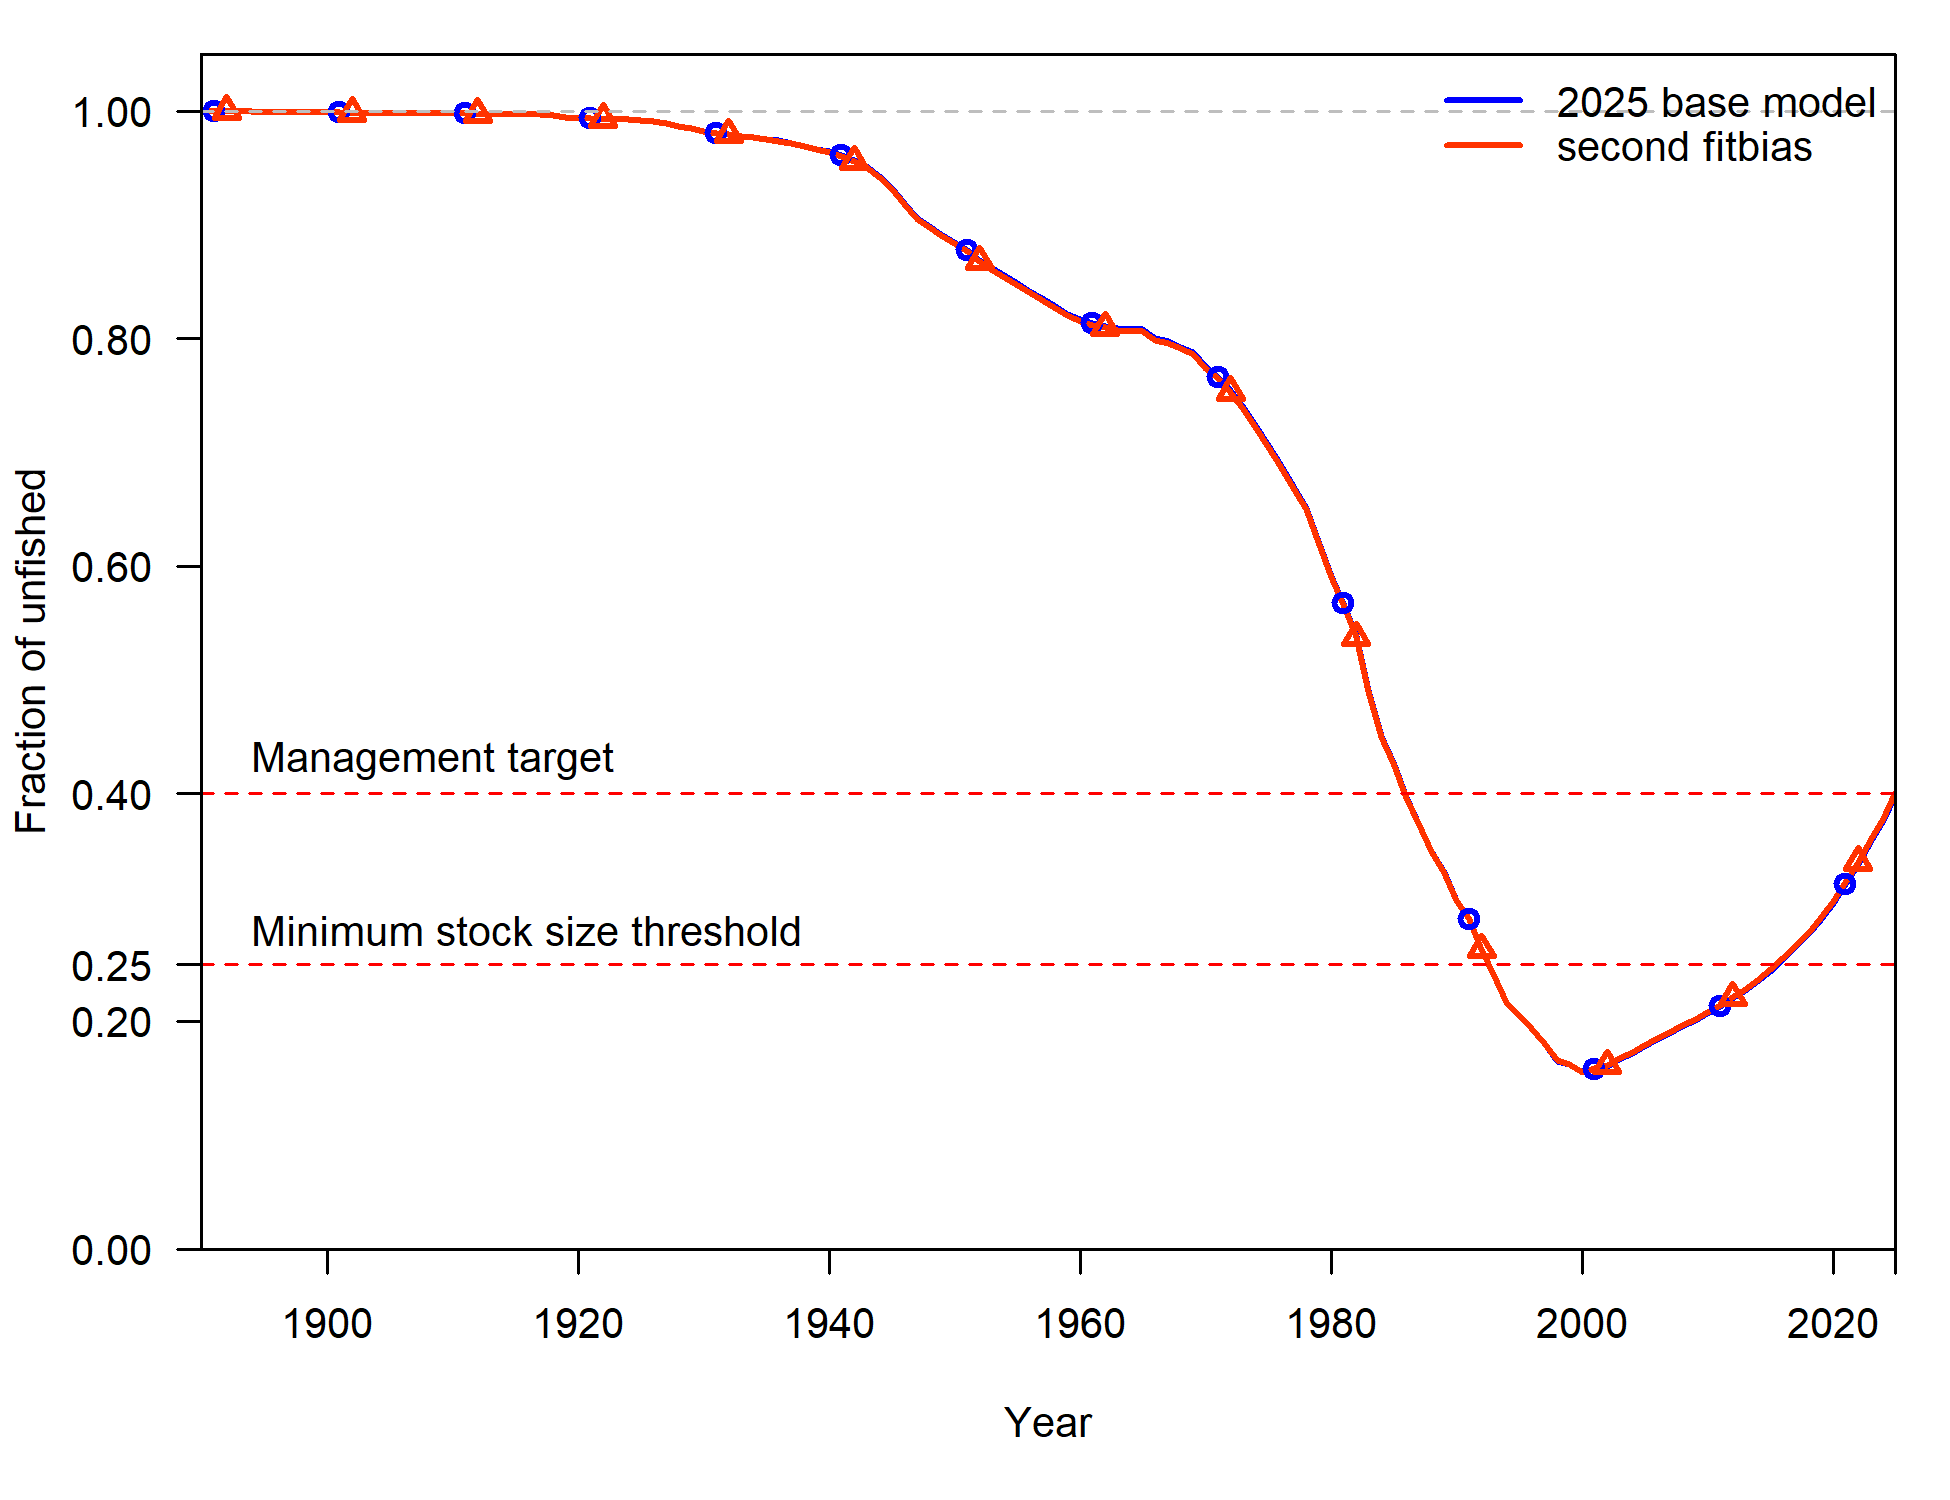 2025 base model
second fitbias
Fraction of unfished
1.00
0.80
0.60
0.40
0.25
0.20
0.00
Management target
Minimum stock size threshold
1900 1920 1940 1960 1980 2000 2020
Year